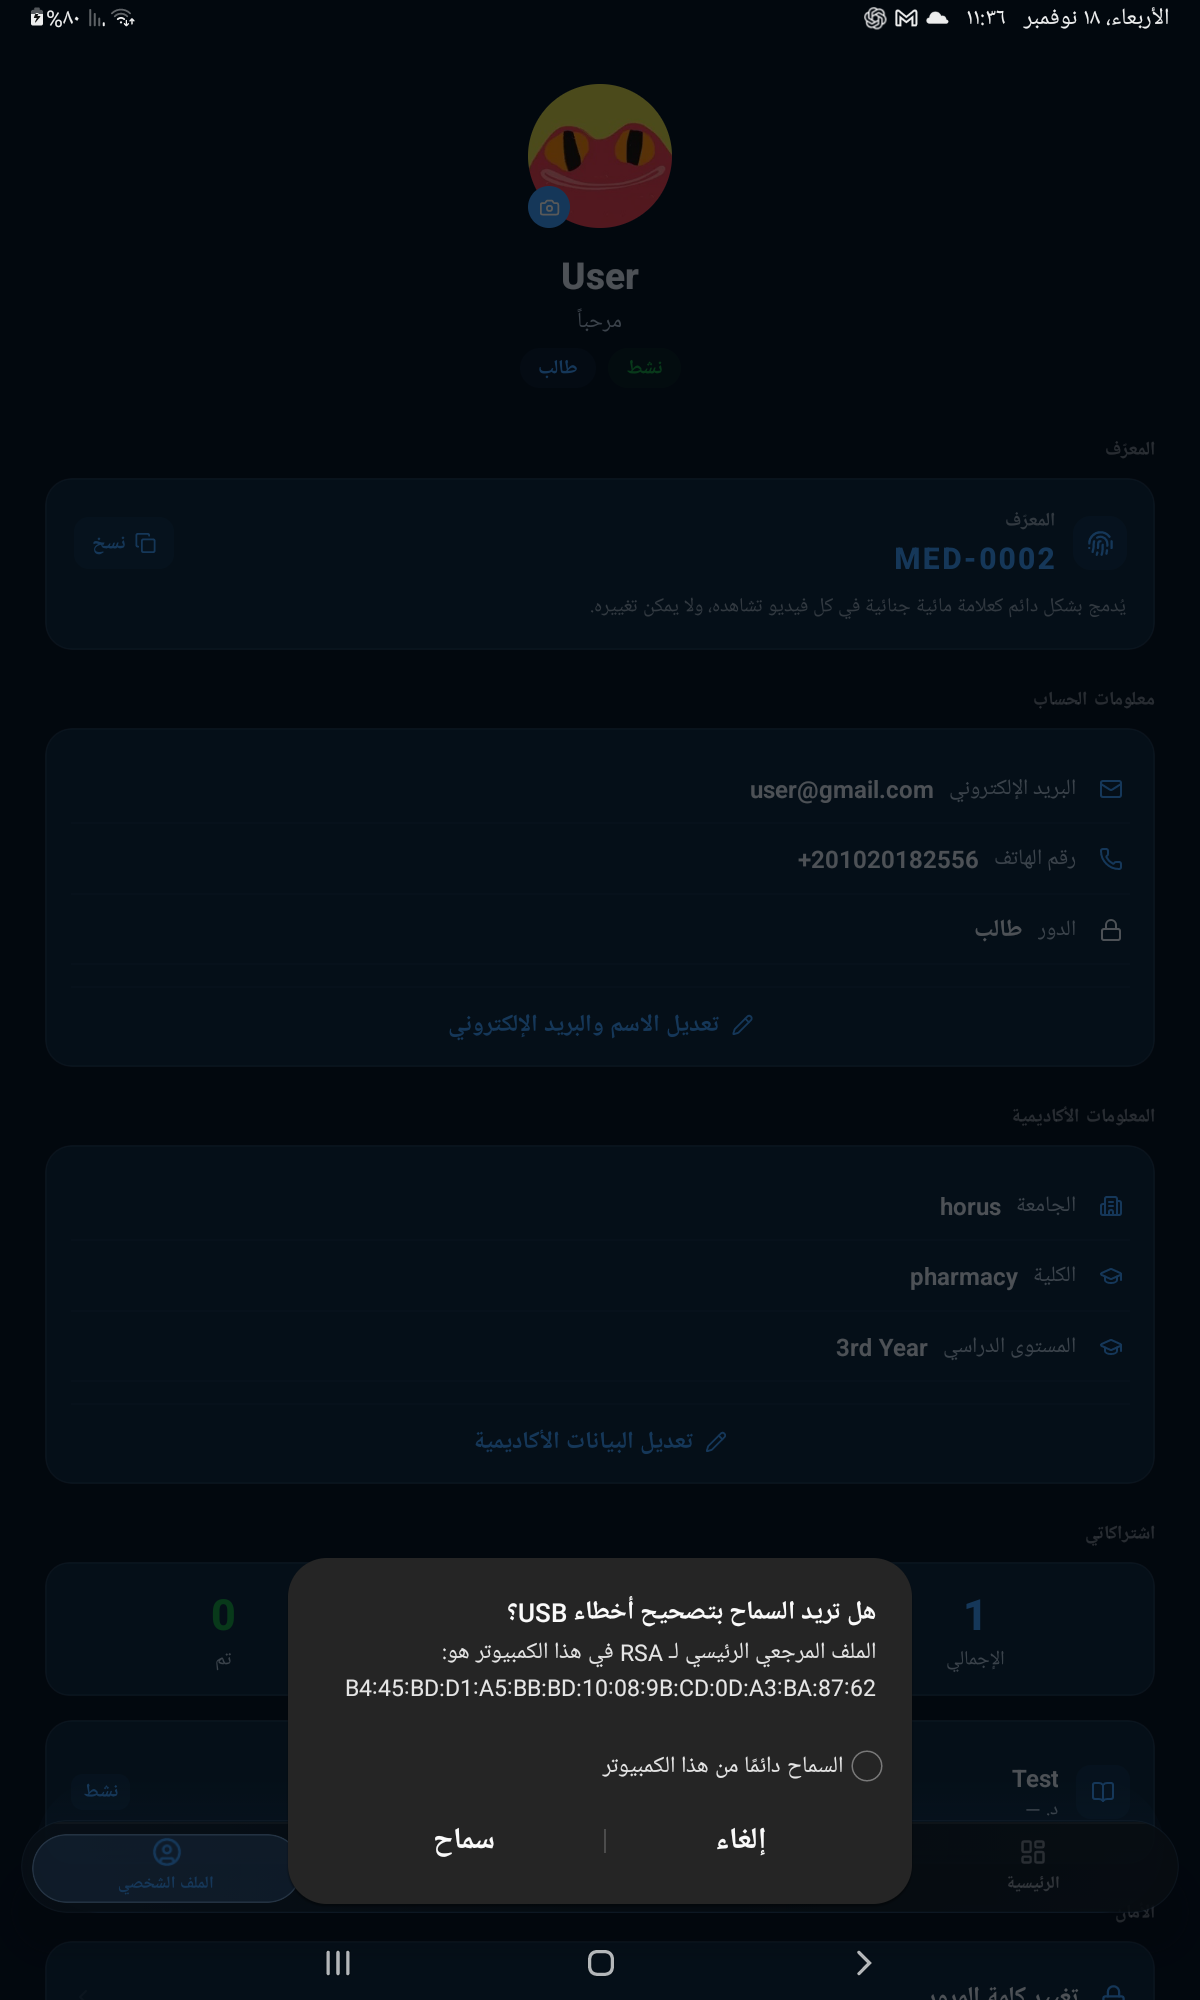 الأربعاء، ١٨ نوفمبر ١١:٣٦
%٨٠
User
مرحباً
نشط
طالب
المعرّف
المعرّف
MED-0002
نسخ
يُدمج بشكل دائم كعلامة مائية جنائية في كل فيديو تشاهده، ولا يمكن تغييره.
معلومات الحساب
البريد الإلكتروني user@gmail.com
رقم الهاتف +201020182556
الدور طالب
تعديل الاسم والبريد الإلكتروني
المعلومات الأكاديمية
الجامعة horus
الكلية pharmacy
المستوى الدراسي 3rd Year
تعديل البيانات الأكاديمية
اشتراكاتي
1
الإجمالي
0
تم
هل تريد السماح بتصحيح أخطاء USB؟
الملف المرجعي الرئيسي لـ RSA في هذا الكمبيوتر هو:
B4:45:BD:D1:A5:BB:BD:10:08:9B:CD:0D:A3:BA:87:62
السماح دائمًا من هذا الكمبيوتر
إلغاء | سماح
Test
د. —
نشط
الرئيسية
الملف الشخصي
الأمان
تغيير كلمة المرور